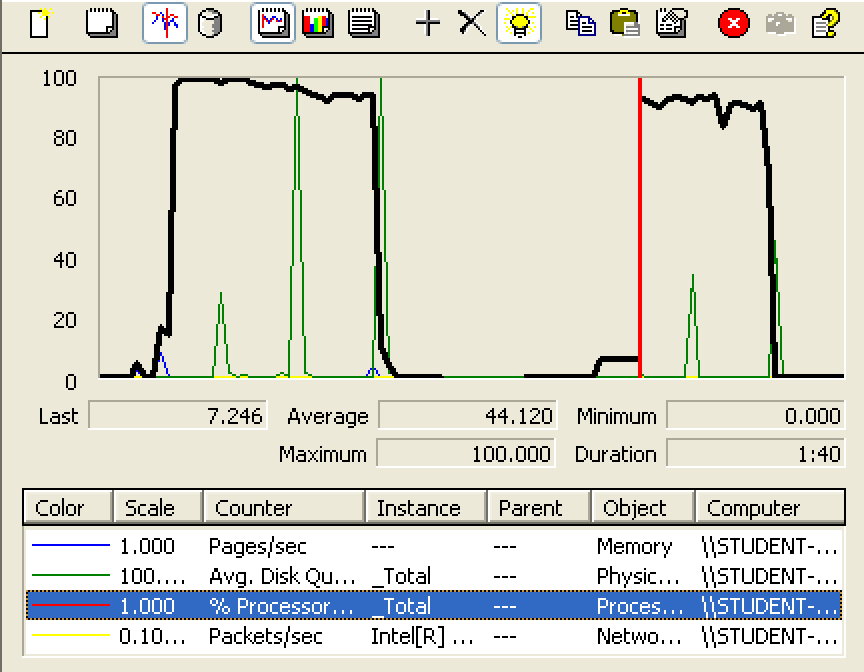 100
80
60
40
20
0
Last 7.246 Average 44.120 Minimum 0.000
Maximum 100.000 Duration 1:40
Color Scale Counter Instance Parent Object Computer
1.000 Pages/sec --- --- Memory \\STUDENT-...
100.... Avg. Disk Qu... _Total --- Physic... \\STUDENT-...
1.000 % Processor... _Total --- Proces... \\STUDENT-...
0.10... Packets/sec Intel[R] ... --- Netwo... \\STUDENT-...